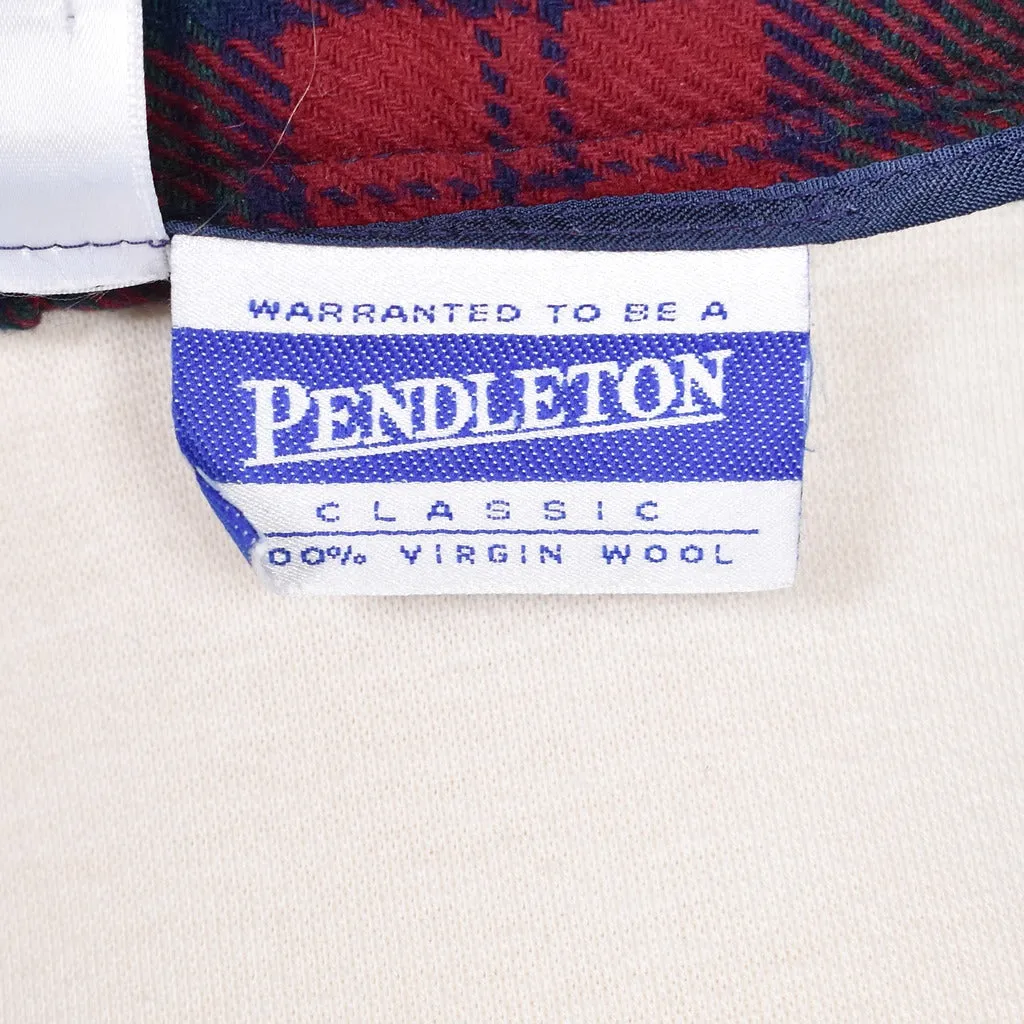 WARRANTED TO BE A
PENDLETON
CLASSIC
00% VIRGIN WOOL